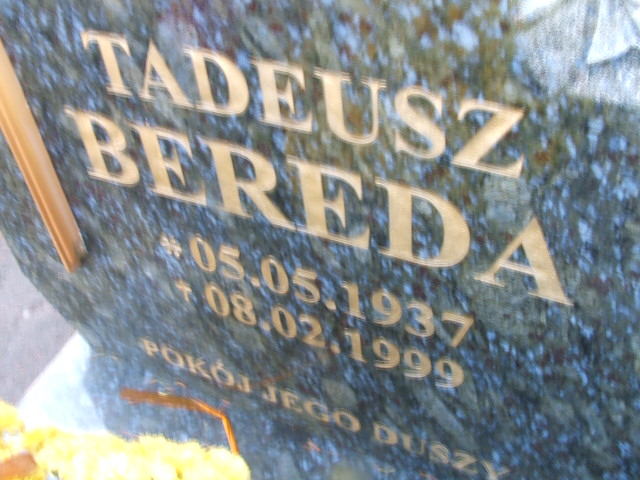 TADEUSZ
BEREDA
* 05.05.1937
† 08.02.1999
POKÓJ JEGO DUSZY